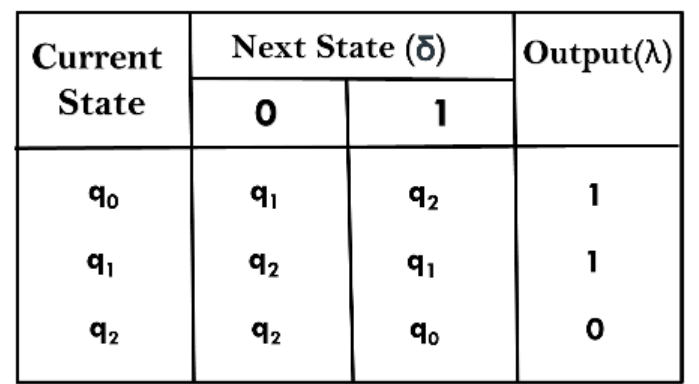 Current State Next State (δ) Output(λ)
0 1
q₀ q₁ q₂ 1
q₁ q₂ q₁ 1
q₂ q₂ q₀ 0